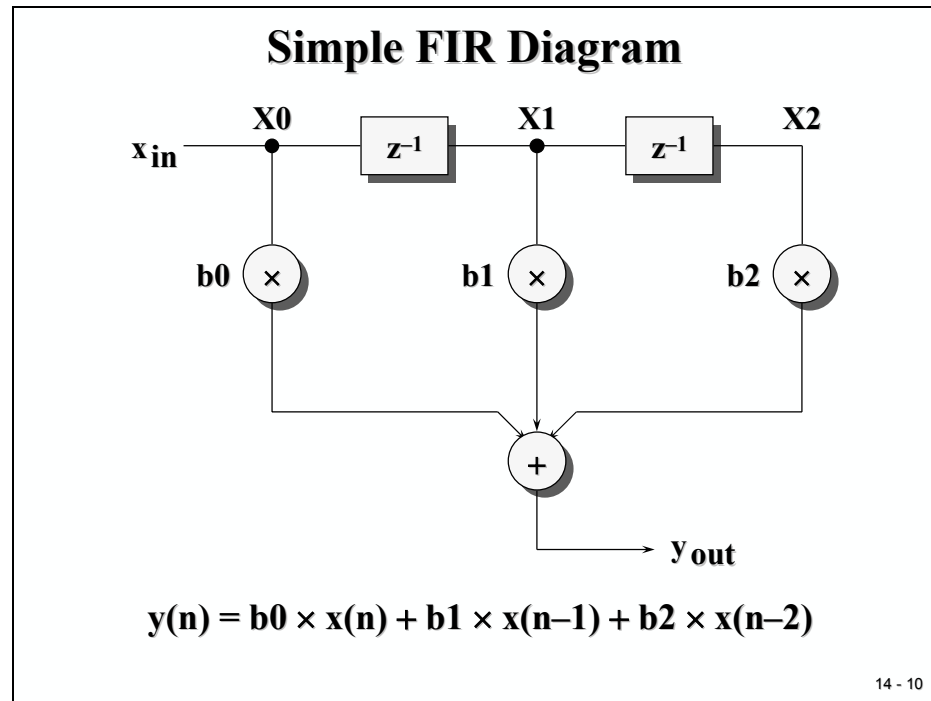 Simple FIR Diagram
X0 X1 X2
x in z⁻¹ z⁻¹
b0 × b1 × b2 ×
+
y out
y(n) = b0 × x(n) + b1 × x(n–1) + b2 × x(n–2)
14 - 10